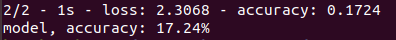 2/2 - 1s - loss: 2.3068 - accuracy: 0.1724
model, accuracy: 17.24%